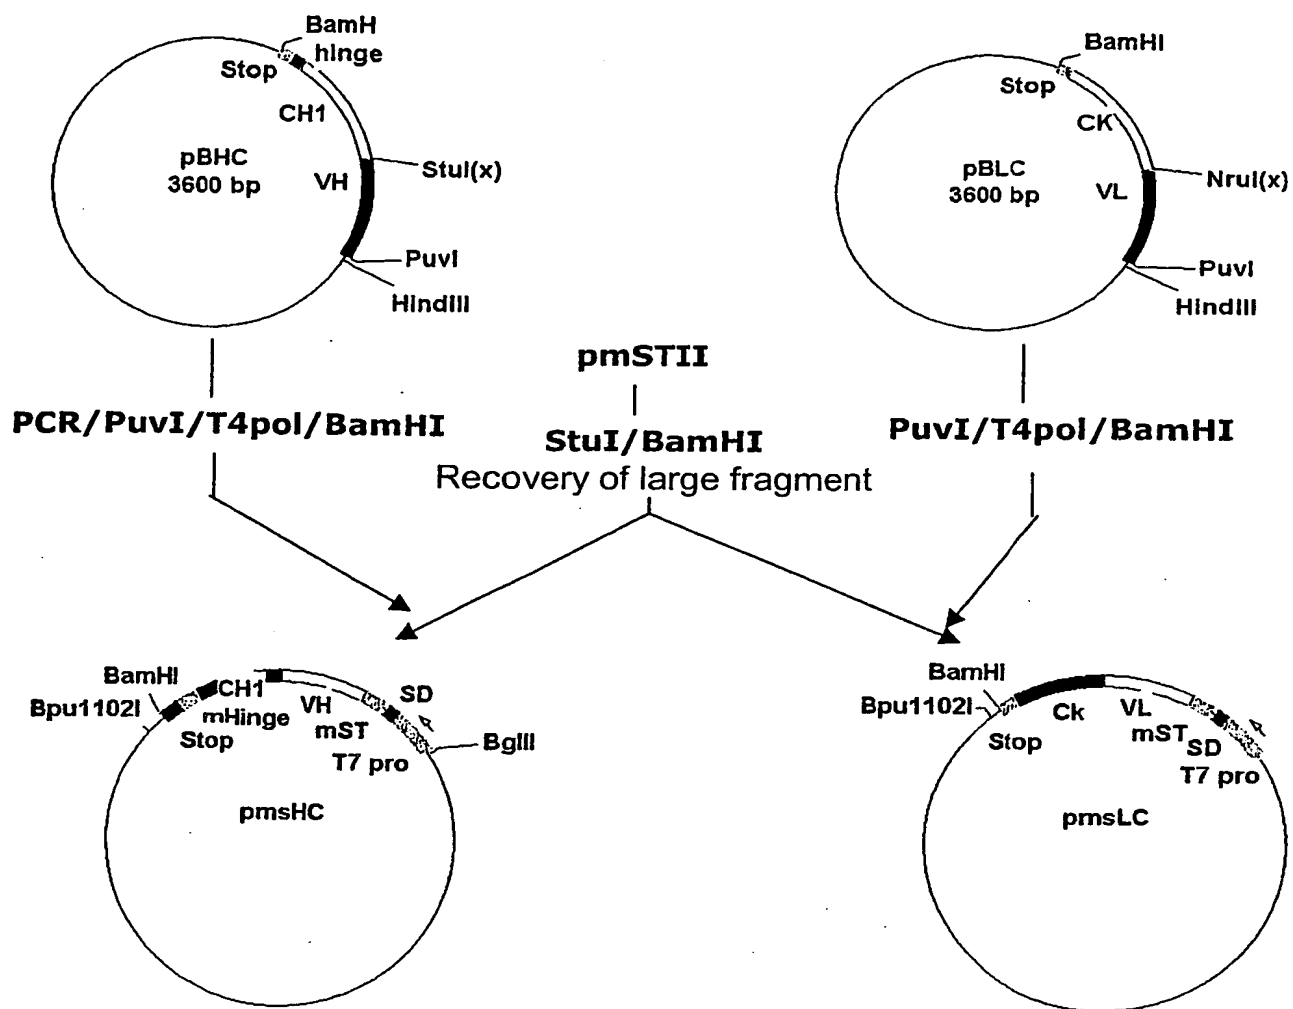 BamH
hinge
Stop
CH1
pBHC
3600 bp
VH
StuI(x)
PuvI
HindIII
BamHI
Stop
CK
pBLC
3600 bp
VL
NruI(x)
PuvI
HindIII
pmSTII
PCR/PuvI/T4pol/BamHI
StuI/BamHI
Recovery of large fragment
PuvI/T4pol/BamHI
BamHI
Bpu1102I
CH1
mHinge
Stop
VH
mST
SD
T7 pro
BglII
pmsHC
BamHI
Bpu1102I
Stop
Ck
VL
mST
SD
T7 pro
pmsLC